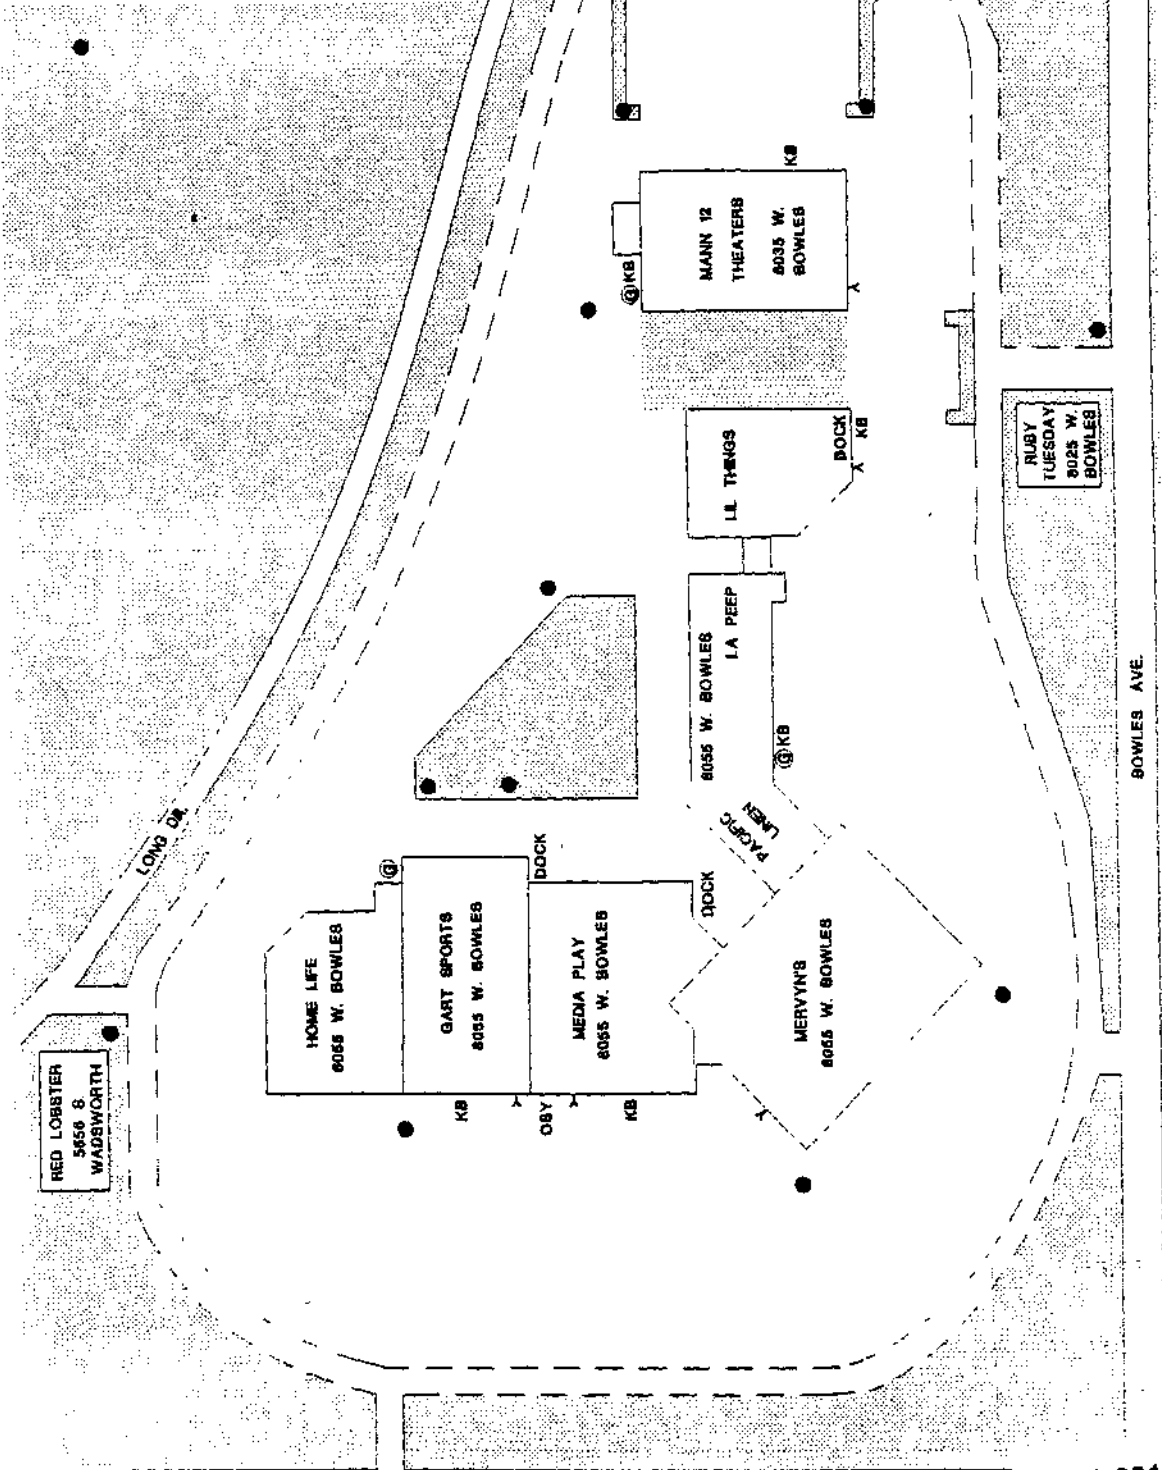 KB
MANN 12
THEATERS
8035 W.
BOWLES
G KB
LIL THINGS
DOCK
KB
RUBY
TUESDAY
8025 W.
BOWLES
8055 W. BOWLES
LA PEEP
G KB
PACIFIC
LINEN
BOWLES AVE.
LONG DR.
G
DOCK
DOCK
HOME LIFE
8055 W. BOWLES
GART SPORTS
8055 W. BOWLES
MEDIA PLAY
8055 W. BOWLES
MERVYN'S
8055 W. BOWLES
RED LOBSTER
5656 S.
WADSWORTH
KB
OSY
KB